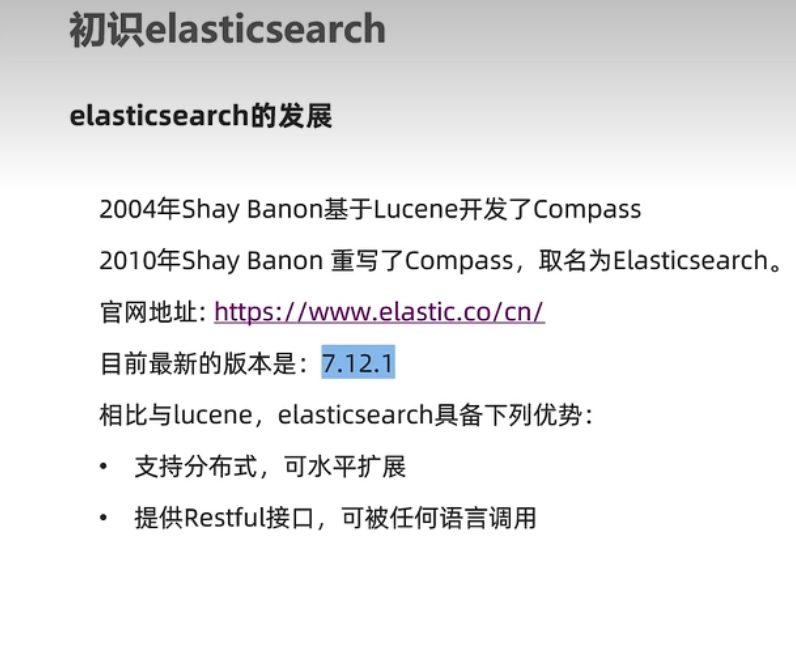 初识elasticsearch
elasticsearch的发展
2004年Shay Banon基于Lucene开发了Compass
2010年Shay Banon 重写了Compass，取名为Elasticsearch。
官网地址: https://www.elastic.co/cn/
目前最新的版本是：7.12.1
相比与lucene，elasticsearch具备下列优势：
• 支持分布式，可水平扩展
• 提供Restful接口，可被任何语言调用